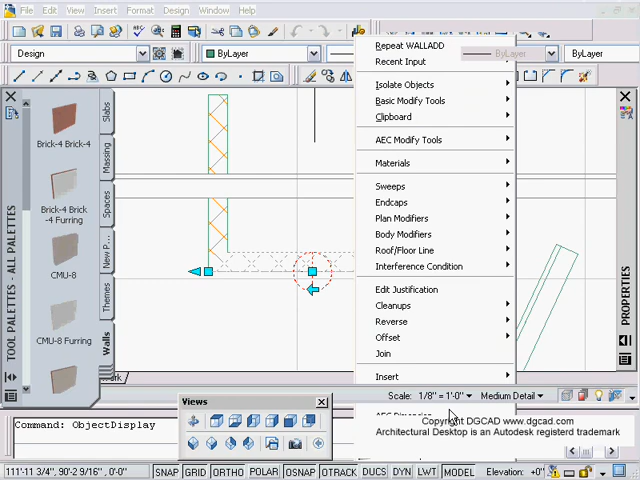 File Edit View Insert Format Design Window Help
Design
ByLayer
ByLayer
ByLayer
Repeat WALLADD
Recent Input
Isolate Objects
Basic Modify Tools
Clipboard
AEC Modify Tools
Materials
Sweeps
Endcaps
Plan Modifiers
Body Modifiers
Roof/Floor Line
Interference Condition
Edit Justification
Cleanups
Reverse
Offset
Join
Insert
AEC Dimension
TOOL PALETTES - ALL PALETTES
Brick-4 Brick-4
Brick-4 Brick
-4 Furring
CMU-8
CMU-8 Furring
Slabs
Massing
Spaces
New P...
Themes
Walls
PROPERTIES
Scale: 1/8" = 1'-0" Medium Detail
Views
Command: ObjectDisplay
Copyright DGCAD www.dgcad.com
Architectural Desktop is an Autodesk registerd trademark
111'-11 3/4", 90'-2 9/16", 0'-0" SNAP GRID ORTHO POLAR OSNAP OTRACK DUCS DYN LWT MODEL Elevation: +0"